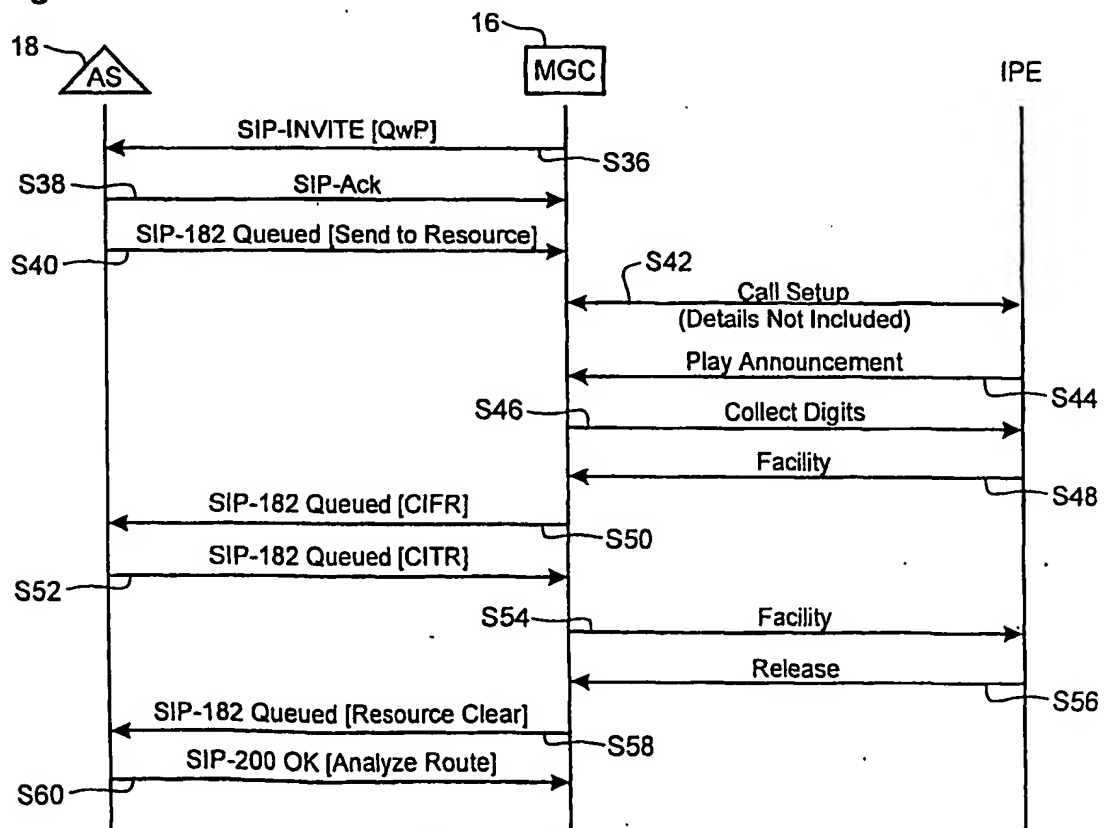 16
18
AS
MGC
IPE
SIP-INVITE [QwP]
S36
S38
SIP-Ack
SIP-182 Queued [Send to Resource]
S40
S42
Call Setup
(Details Not Included)
Play Announcement
S44
S46
Collect Digits
Facility
S48
SIP-182 Queued [CIFR]
S50
SIP-182 Queued [CITR]
S52
S54
Facility
Release
S56
SIP-182 Queued [Resource Clear]
S58
SIP-200 OK [Analyze Route]
S60